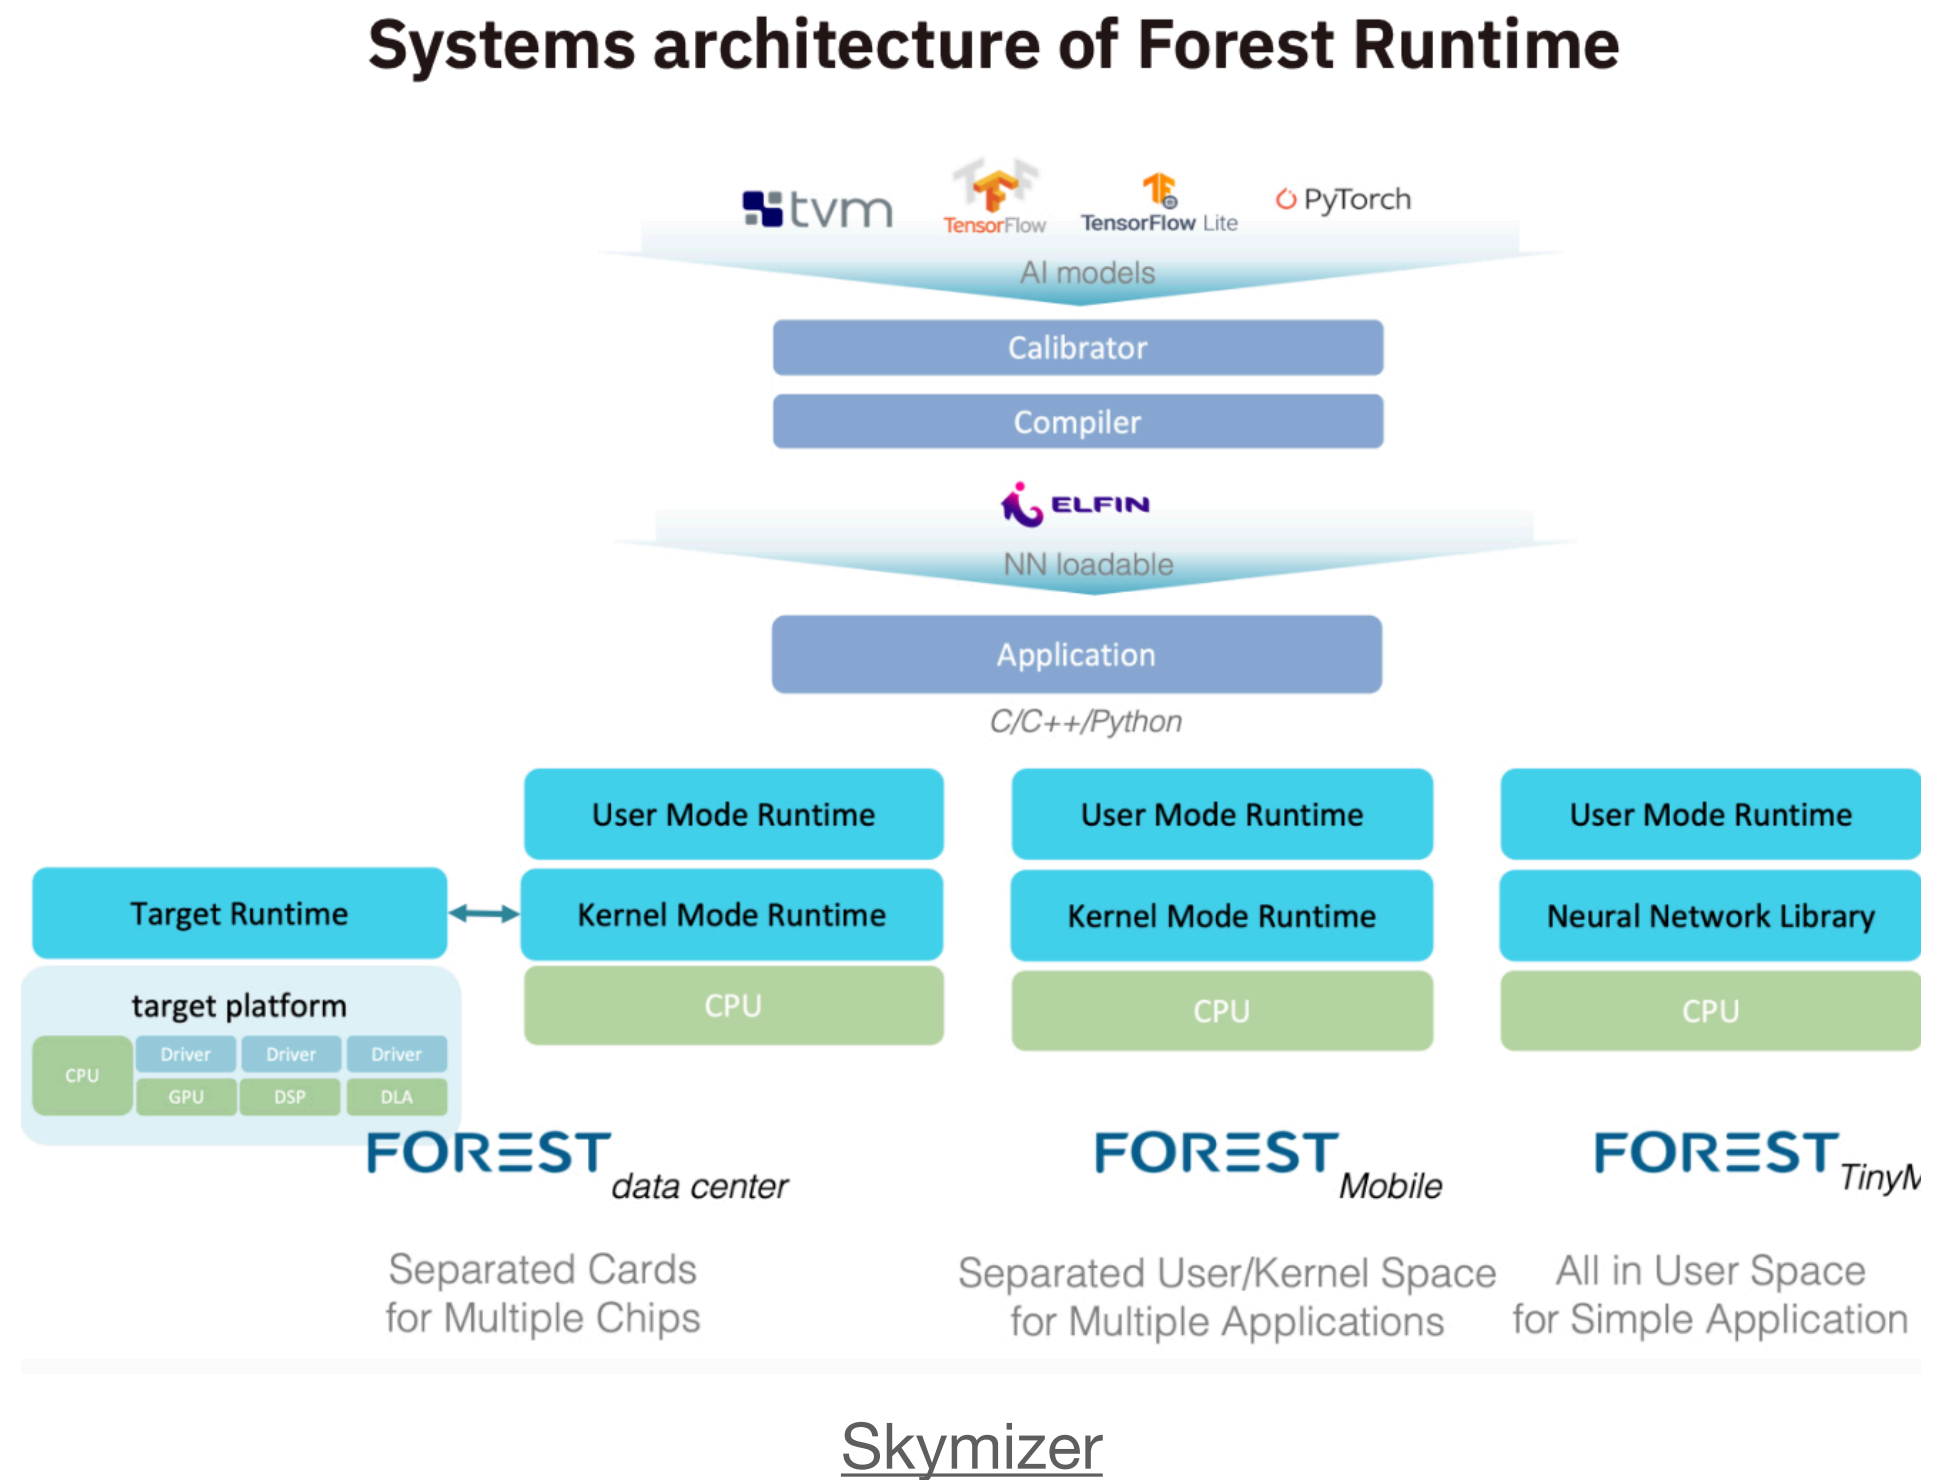 Systems architecture of Forest Runtime
tvm
TensorFlow
TensorFlow Lite
PyTorch
AI models
Calibrator
Compiler
ELFIN
NN loadable
Application
C/C++/Python
User Mode Runtime
User Mode Runtime
User Mode Runtime
Target Runtime
Kernel Mode Runtime
Kernel Mode Runtime
Neural Network Library
target platform
CPU
CPU
CPU
CPU
Driver
Driver
Driver
GPU
DSP
DLA
FOREST data center
FOREST Mobile
FOREST
Separated Cards
for Multiple Chips
Separated User/Kernel Space
for Multiple Applications
All in User Space
for Simple Application
Skymizer